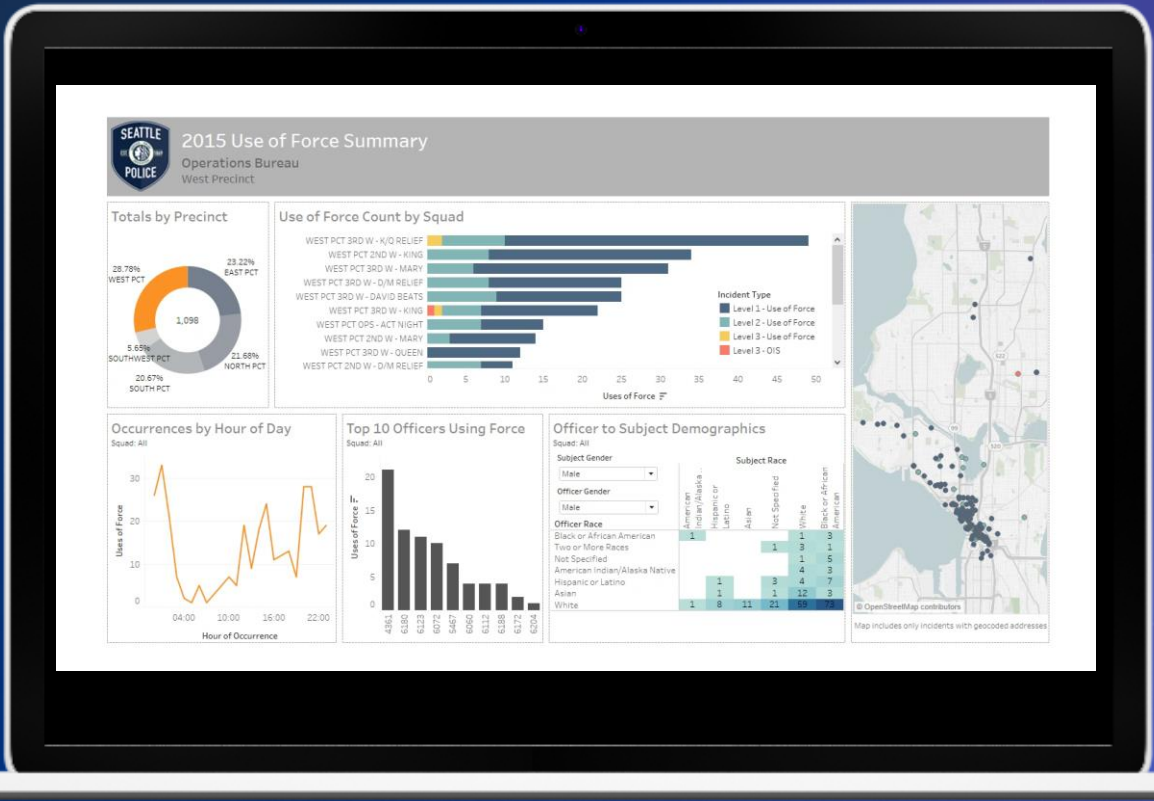 SEATTLE
POLICE
2015 Use of Force Summary
Operations Bureau
West Precinct
Totals by Precinct
28.78%
WEST PCT
23.22%
EAST PCT
1,098
5.65%
SOUTHWEST PCT
21.68%
NORTH PCT
20.67%
SOUTH PCT
Use of Force Count by Squad
WEST PCT 3RD W - K/Q RELIEF
WEST PCT 2ND W - KING
WEST PCT 3RD W - MARY
WEST PCT 3RD W - D/M RELIEF
WEST PCT 3RD W - DAVID BEATS
WEST PCT 3RD W - KING
WEST PCT OPS - ACT NIGHT
WEST PCT 2ND W - MARY
WEST PCT 3RD W - QUEEN
WEST PCT 2ND W - D/M RELIEF
0 5 10 15 20 25 30 35 40 45 50
Uses of Force
Incident Type
Level 1 - Use of Force
Level 2 - Use of Force
Level 3 - Use of Force
Level 3 - OIS
Occurrences by Hour of Day
Squad: All
Uses of Force
30
20
10
0
04:00 10:00 16:00 22:00
Hour of Occurrence
Top 10 Officers Using Force
Squad: All
Uses of Force
20
15
10
5
0
4361 6180 6123 6072 5467 6060 6112 6188 6172 6204
Officer to Subject Demographics
Squad: All
Subject Gender
Male
Officer Gender
Male
Officer Race
Subject Race
American Indian/Alaska..
Hispanic or Latino
Asian
Not Specified
White
Black or African American
Black or African American 1 1 3
Two or More Races 1 3 1
Not Specified 1 5
American Indian/Alaska Native 4 3
Hispanic or Latino 1 3 4 7
Asian 1 1 12 3
White 1 8 11 21 59 73
522
99
520
© OpenStreetMap contributors
Map includes only incidents with geocoded addresses